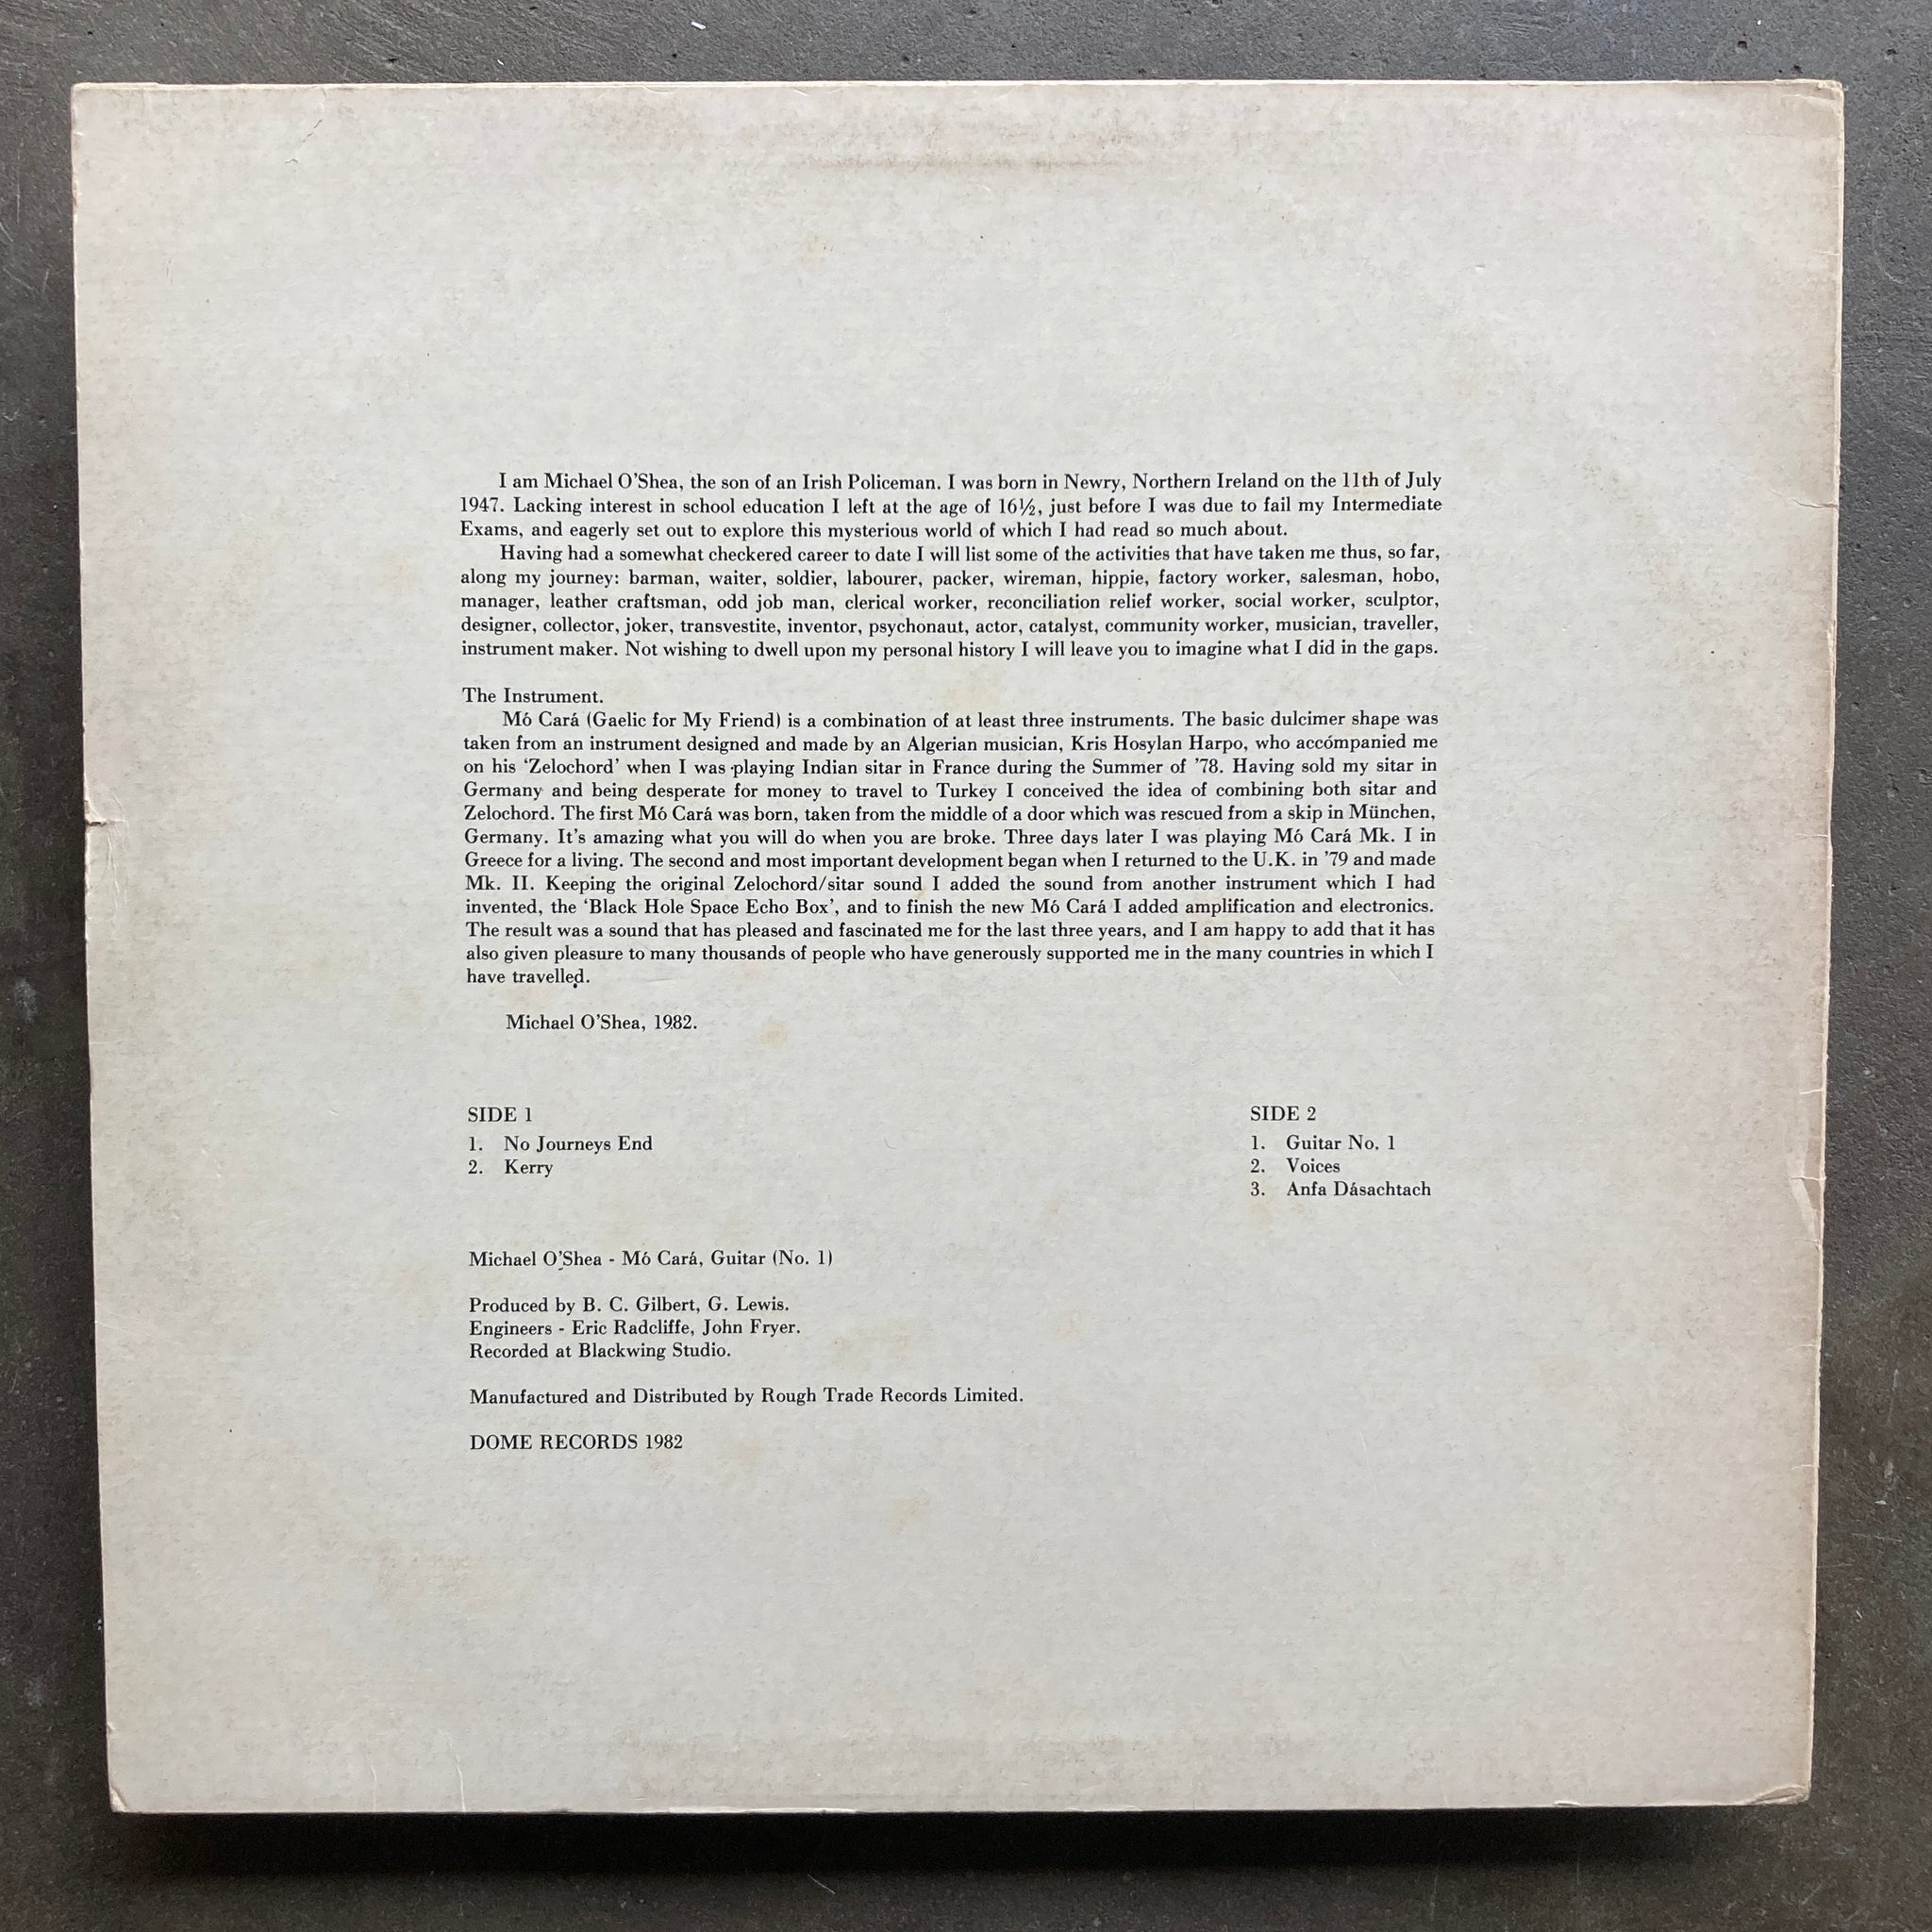 I am Michael O'Shea, the son of an Irish Policeman. I was born in Newry, Northern Ireland on the 11th of July
1947. Lacking interest in school education I left at the age of 16½, just before I was due to fail my Intermediate
Exams, and eagerly set out to explore this mysterious world of which I had read so much about.
Having had a somewhat checkered career to date I will list some of the activities that have taken me thus, so far,
along my journey: barman, waiter, soldier, labourer, packer, wireman, hippie, factory worker, salesman, hobo,
manager, leather craftsman, odd job man, clerical worker, reconciliation relief worker, social worker, sculptor,
designer, collector, joker, transvestite, inventor, psychonaut, actor, catalyst, community worker, musician, traveller,
instrument maker. Not wishing to dwell upon my personal history I will leave you to imagine what I did in the gaps.
The Instrument.
Mó Cará (Gaelic for My Friend) is a combination of at least three instruments. The basic dulcimer shape was
taken from an instrument designed and made by an Algerian musician, Kris Hosylan Harpo, who accómpanied me
on his 'Zelochord' when I was playing Indian sitar in France during the Summer of '78. Having sold my sitar in
Germany and being desperate for money to travel to Turkey I conceived the idea of combining both sitar and
Zelochord. The first Mó Cará was born, taken from the middle of a door which was rescued from a skip in München,
Germany. It's amazing what you will do when you are broke. Three days later I was playing Mó Cará Mk. I in
Greece for a living. The second and most important development began when I returned to the U.K. in '79 and made
Mk. II. Keeping the original Zelochord/sitar sound I added the sound from another instrument which I had
invented, the 'Black Hole Space Echo Box', and to finish the new Mó Cará I added amplification and electronics.
The result was a sound that has pleased and fascinated me for the last three years, and I am happy to add that it has
also given pleasure to many thousands of people who have generously supported me in the many countries in which I
have travelled.
Michael O'Shea, 1982.
SIDE 1
1. No Journeys End
2. Kerry
SIDE 2
1. Guitar No. 1
2. Voices
3. Anfa Dásachtach
Michael O'Shea - Mó Cará, Guitar (No. 1)
Produced by B. C. Gilbert, G. Lewis.
Engineers - Eric Radcliffe, John Fryer.
Recorded at Blackwing Studio.
Manufactured and Distributed by Rough Trade Records Limited.
DOME RECORDS 1982